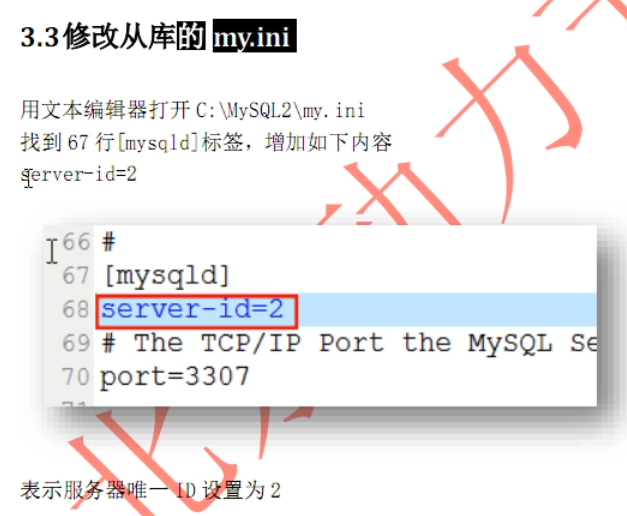 3.3修改从库的 my.ini
用文本编辑器打开 C:\MySQL2\my.ini
找到 67 行[mysqld]标签，增加如下内容
server-id=2
66 #
67 [mysqld]
68 server-id=2
69 # The TCP/IP Port the MySQL Se
70 port=3307
表示服务器唯一 ID 设置为 2